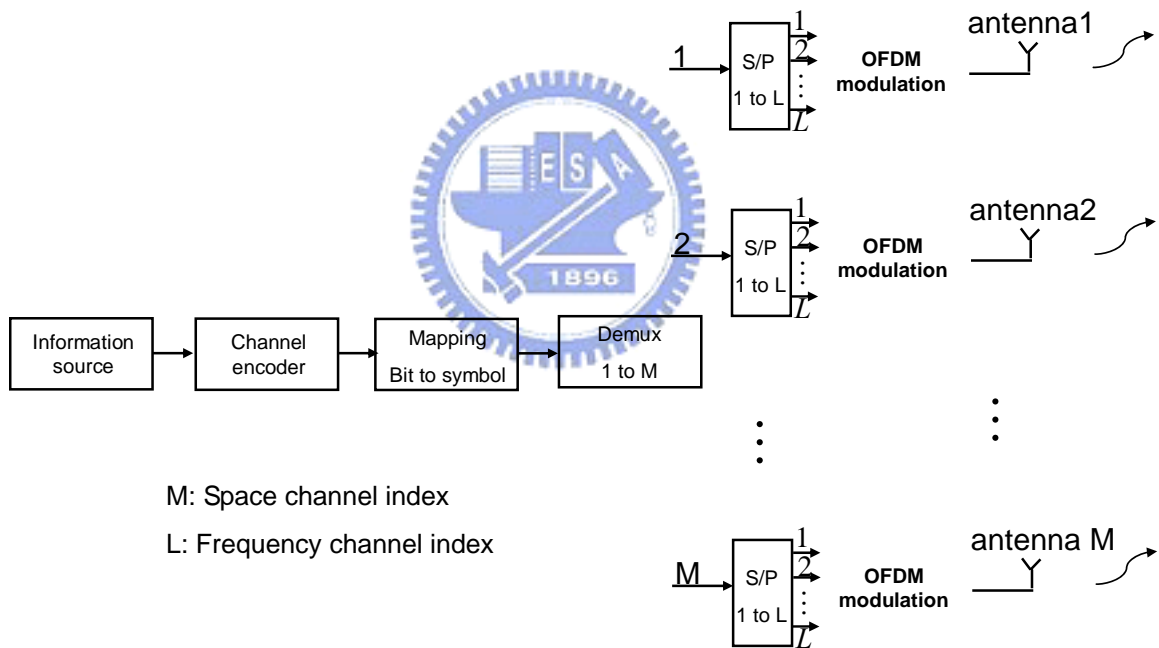 1
S/P
1 to L
1
2
L
OFDM
modulation
antenna1
2
S/P
1 to L
1
2
L
OFDM
modulation
antenna2
E S A
1896
Information
source
Channel
encoder
Mapping
Bit to symbol
Demux
1 to M
M: Space channel index
L: Frequency channel index
M
S/P
1 to L
1
2
L
OFDM
modulation
antenna M